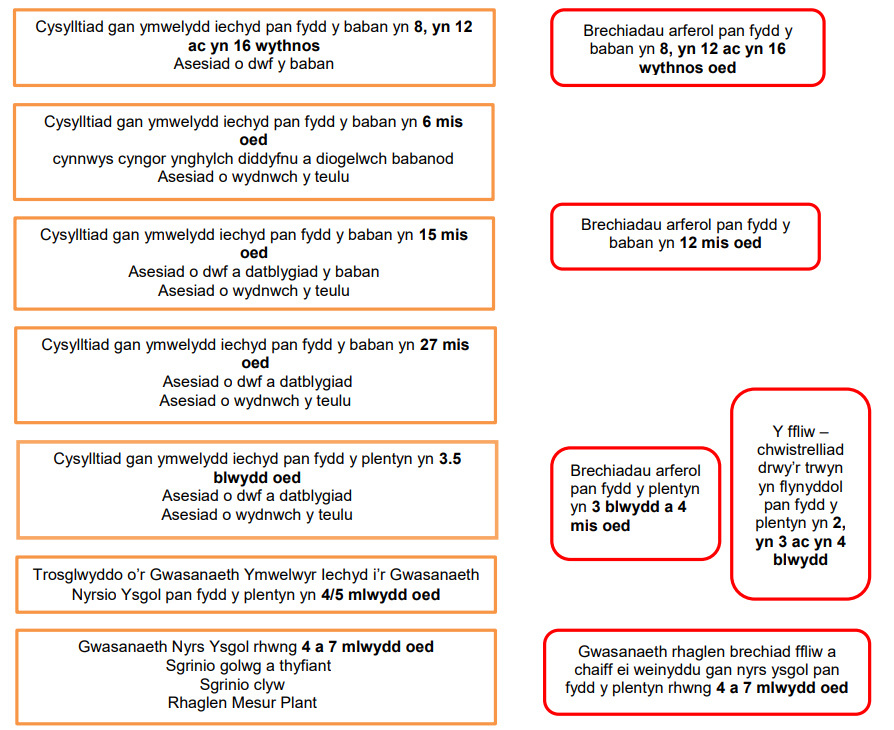 Cysylltiad gan ymwelydd iechyd pan fydd y baban yn 8, yn 12
ac yn 16 wythnos
Asesiad o dwf y baban
Brechiadau arferol pan fydd y
baban yn 8, yn 12 ac yn 16
wythnos oed
Cysylltiad gan ymwelydd iechyd pan fydd y baban yn 6 mis
oed
cynnwys cyngor ynghylch diddyfnu a diogelwch babanod
Asesiad o wydnwch y teulu
Brechiadau arferol pan fydd y
baban yn 12 mis oed
Cysylltiad gan ymwelydd iechyd pan fydd y baban yn 15 mis
oed
Asesiad o dwf a datblygiad y baban
Asesiad o wydnwch y teulu
Cysylltiad gan ymwelydd iechyd pan fydd y baban yn 27 mis
oed
Asesiad o dwf a datblygiad
Asesiad o wydnwch y teulu
Cysylltiad gan ymwelydd iechyd pan fydd y plentyn yn 3.5
blwydd oed
Asesiad o dwf a datblygiad
Asesiad o wydnwch y teulu
Brechiadau arferol
pan fydd y plentyn
yn 3 blwydd a 4
mis oed
Y ffliw –
chwistrelliad
drwy’r trwyn
yn flynyddol
pan fydd y
plentyn yn 2,
yn 3 ac yn 4
blwydd
Trosglwyddo o’r Gwasanaeth Ymwelwyr Iechyd i’r Gwasanaeth
Nyrsio Ysgol pan fydd y plentyn yn 4/5 mlwydd oed
Gwasanaeth Nyrs Ysgol rhwng 4 a 7 mlwydd oed
Sgrinio golwg a thyfiant
Sgrinio clyw
Rhaglen Mesur Plant
Gwasanaeth rhaglen brechiad ffliw a
chaiff ei weinyddu gan nyrs ysgol pan
fydd y plentyn rhwng 4 a 7 mlwydd oed